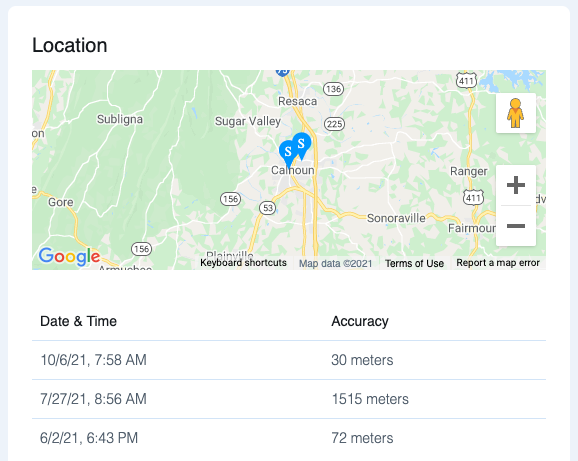 Location
75
411
Resaca
136
Subligna
Sugar Valley
225
on
S
S
Calhoun
Ranger
156
411
Gore
53
Sonoraville
Fairmour
156
Plainville
Google
Armuchee
Keyboard shortcuts
Map data ©2021
Terms of Use
Report a map error
Date & Time
Accuracy
10/6/21, 7:58 AM
30 meters
7/27/21, 8:56 AM
1515 meters
6/2/21, 6:43 PM
72 meters